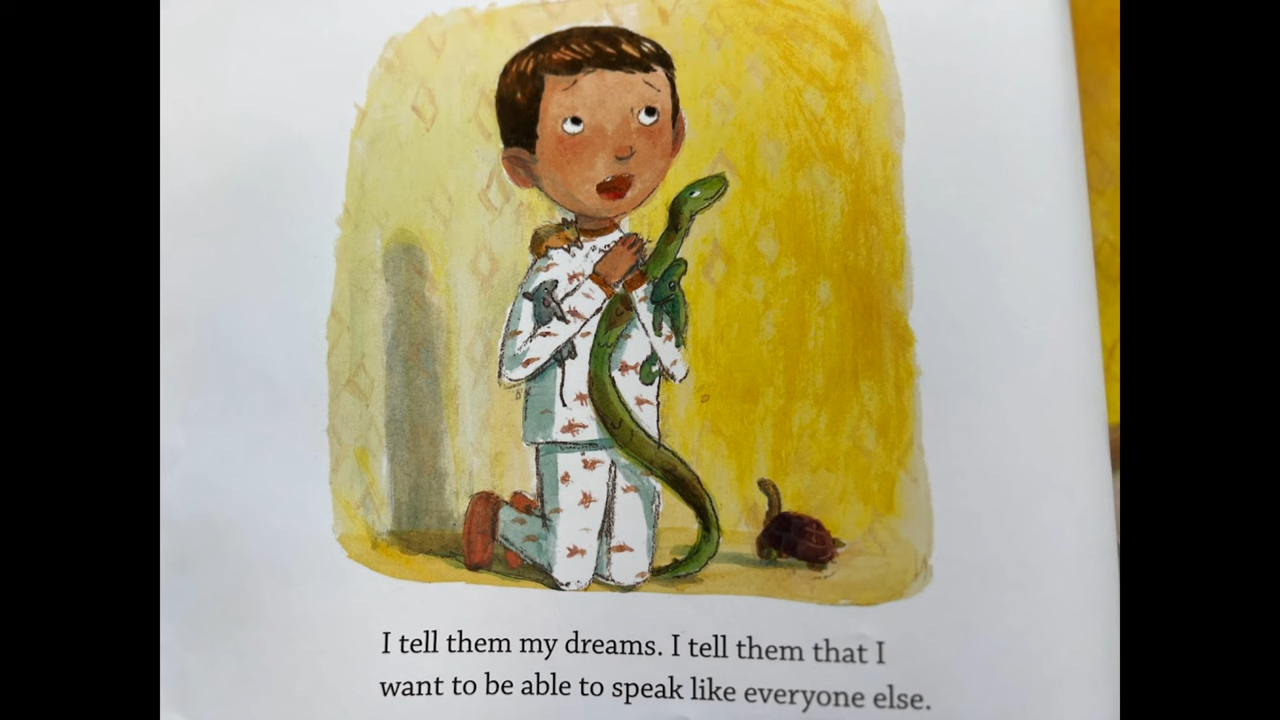 I tell them my dreams. I tell them that I
want to be able to speak like everyone else.